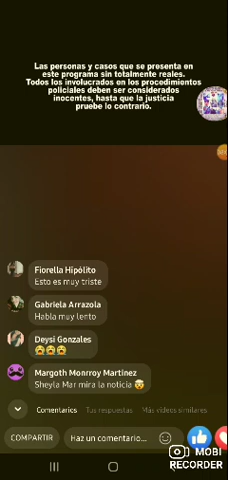 Las personas y casos que se presenta en
este programa sin totalmente reales.
Todos los involucrados en los procedimientos
policiales deben ser considerados
inocentes, hasta que la justicia
pruebe lo contrario.
Fiorella Hipólito
Esto es muy triste
Gabriela Arrazola
Habla muy lento
Deysi Gonzales
😭😭😭
Margoth Monrroy Martinez
Sheyla Mar mira la noticia 🤯
Comentarios Tus respuestas Más videos similares
COMPARTIR Haz un comentario...
MOBI
RECORDER